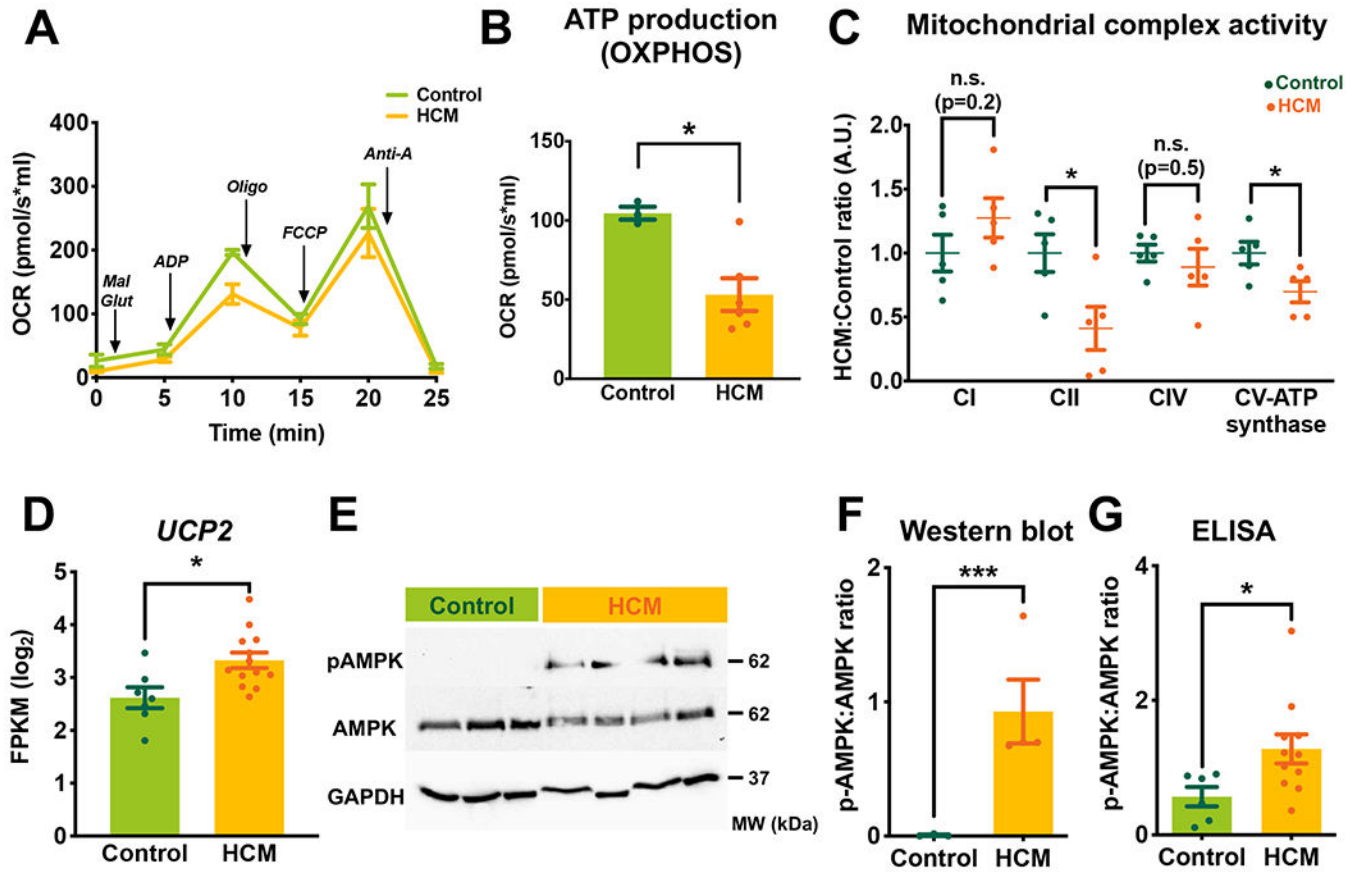 A
Control
HCM
OCR (pmol/s*ml)
400
300
200
100
0
Mal
Glut
ADP
Oligo
FCCP
Anti-A
0 5 10 15 20 25
Time (min)
B
ATP production
(OXPHOS)
OCR (pmol/s*ml)
150
100
50
0
*
Control HCM
C
Mitochondrial complex activity
Control
HCM
HCM:Control ratio (A.U.)
2.0
1.5
1.0
0.5
0.0
n.s.
(p=0.2)
*
n.s.
(p=0.5)
*
CI CII CIV CV-ATP
synthase
D
UCP2
FPKM (log₂)
5
4
3
2
1
0
*
Control HCM
E
Control HCM
pAMPK
62
AMPK
62
GAPDH
37
MW (kDa)
F
Western blot
p-AMPK:AMPK ratio
2
1
0
***
Control HCM
G
ELISA
p-AMPK:AMPK ratio
4
2
0
*
Control HCM